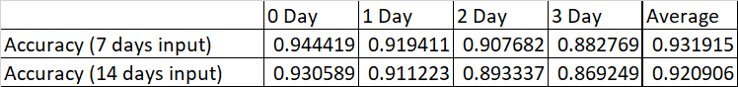 0 Day 1 Day 2 Day 3 Day Average
Accuracy (7 days input) 0.944419 0.919411 0.907682 0.882769 0.931915
Accuracy (14 days input) 0.930589 0.911223 0.893337 0.869249 0.920906